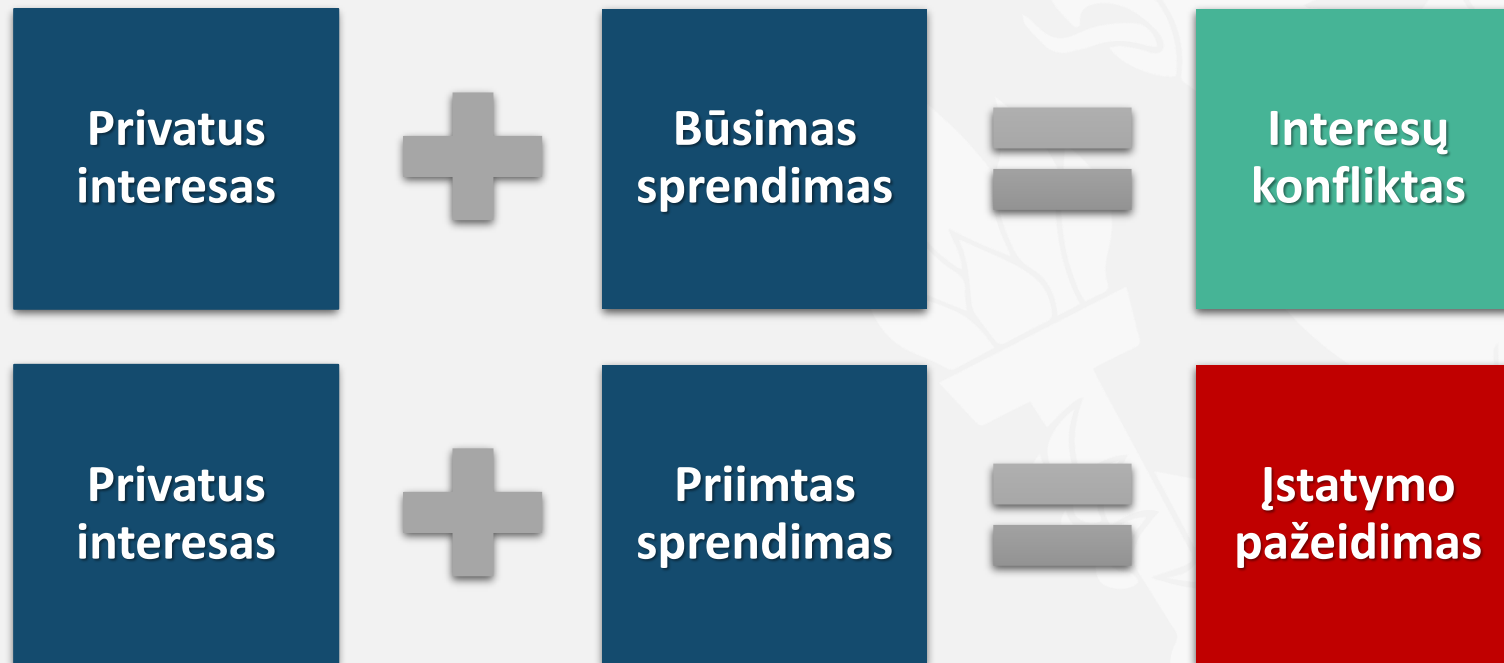 Privatus
interesas
Būsimas
sprendimas
Interesų
konfliktas
Privatus
interesas
Priimtas
sprendimas
Įstatymo
pažeidimas